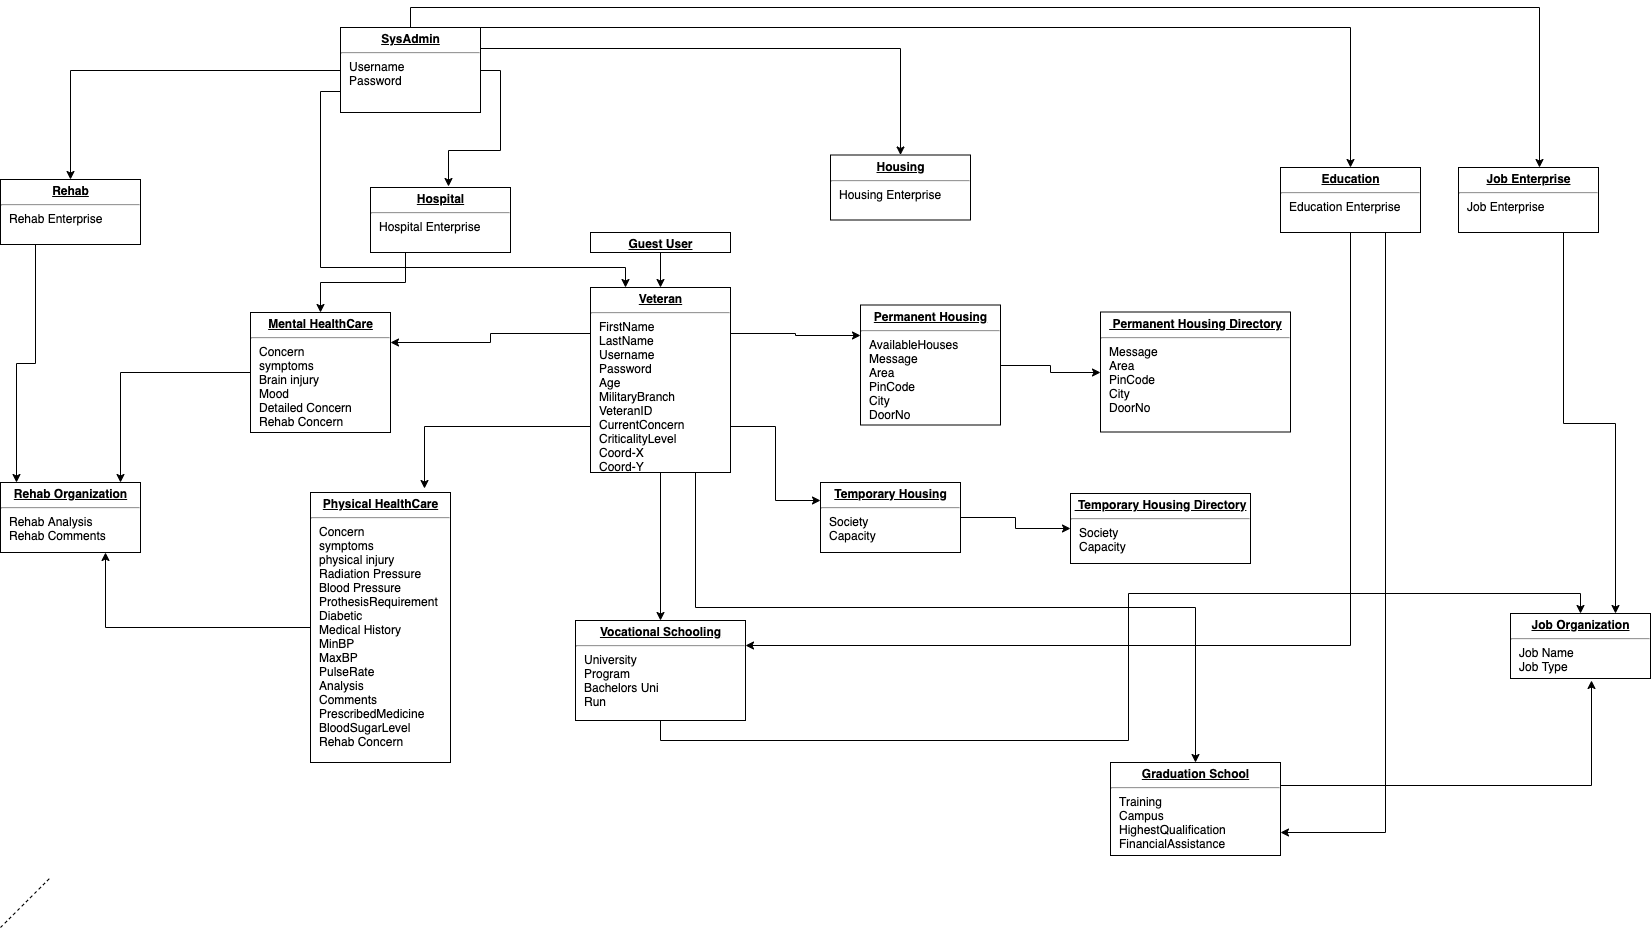 SysAdmin
Username
Password
Rehab
Rehab Enterprise
Hospital
Hospital Enterprise
Housing
Housing Enterprise
Education
Education Enterprise
Job Enterprise
Job Enterprise
Guest User
Veteran
FirstName
LastName
Username
Password
Age
MilitaryBranch
VeteranID
CurrentConcern
CriticalityLevel
Coord-X
Coord-Y
Mental HealthCare
Concern
symptoms
Brain injury
Mood
Detailed Concern
Rehab Concern
Permanent Housing
AvailableHouses
Message
Area
PinCode
City
DoorNo
Permanent Housing Directory
Message
Area
PinCode
City
DoorNo
Rehab Organization
Rehab Analysis
Rehab Comments
Physical HealthCare
Concern
symptoms
physical injury
Radiation Pressure
Blood Pressure
ProthesisRequirement
Diabetic
Medical History
MinBP
MaxBP
PulseRate
Analysis
Comments
PrescribedMedicine
BloodSugarLevel
Rehab Concern
Temporary Housing
Society
Capacity
Temporary Housing Directory
Society
Capacity
Vocational Schooling
University
Program
Bachelors Uni
Run
Job Organization
Job Name
Job Type
Graduation School
Training
Campus
HighestQualification
FinancialAssistance